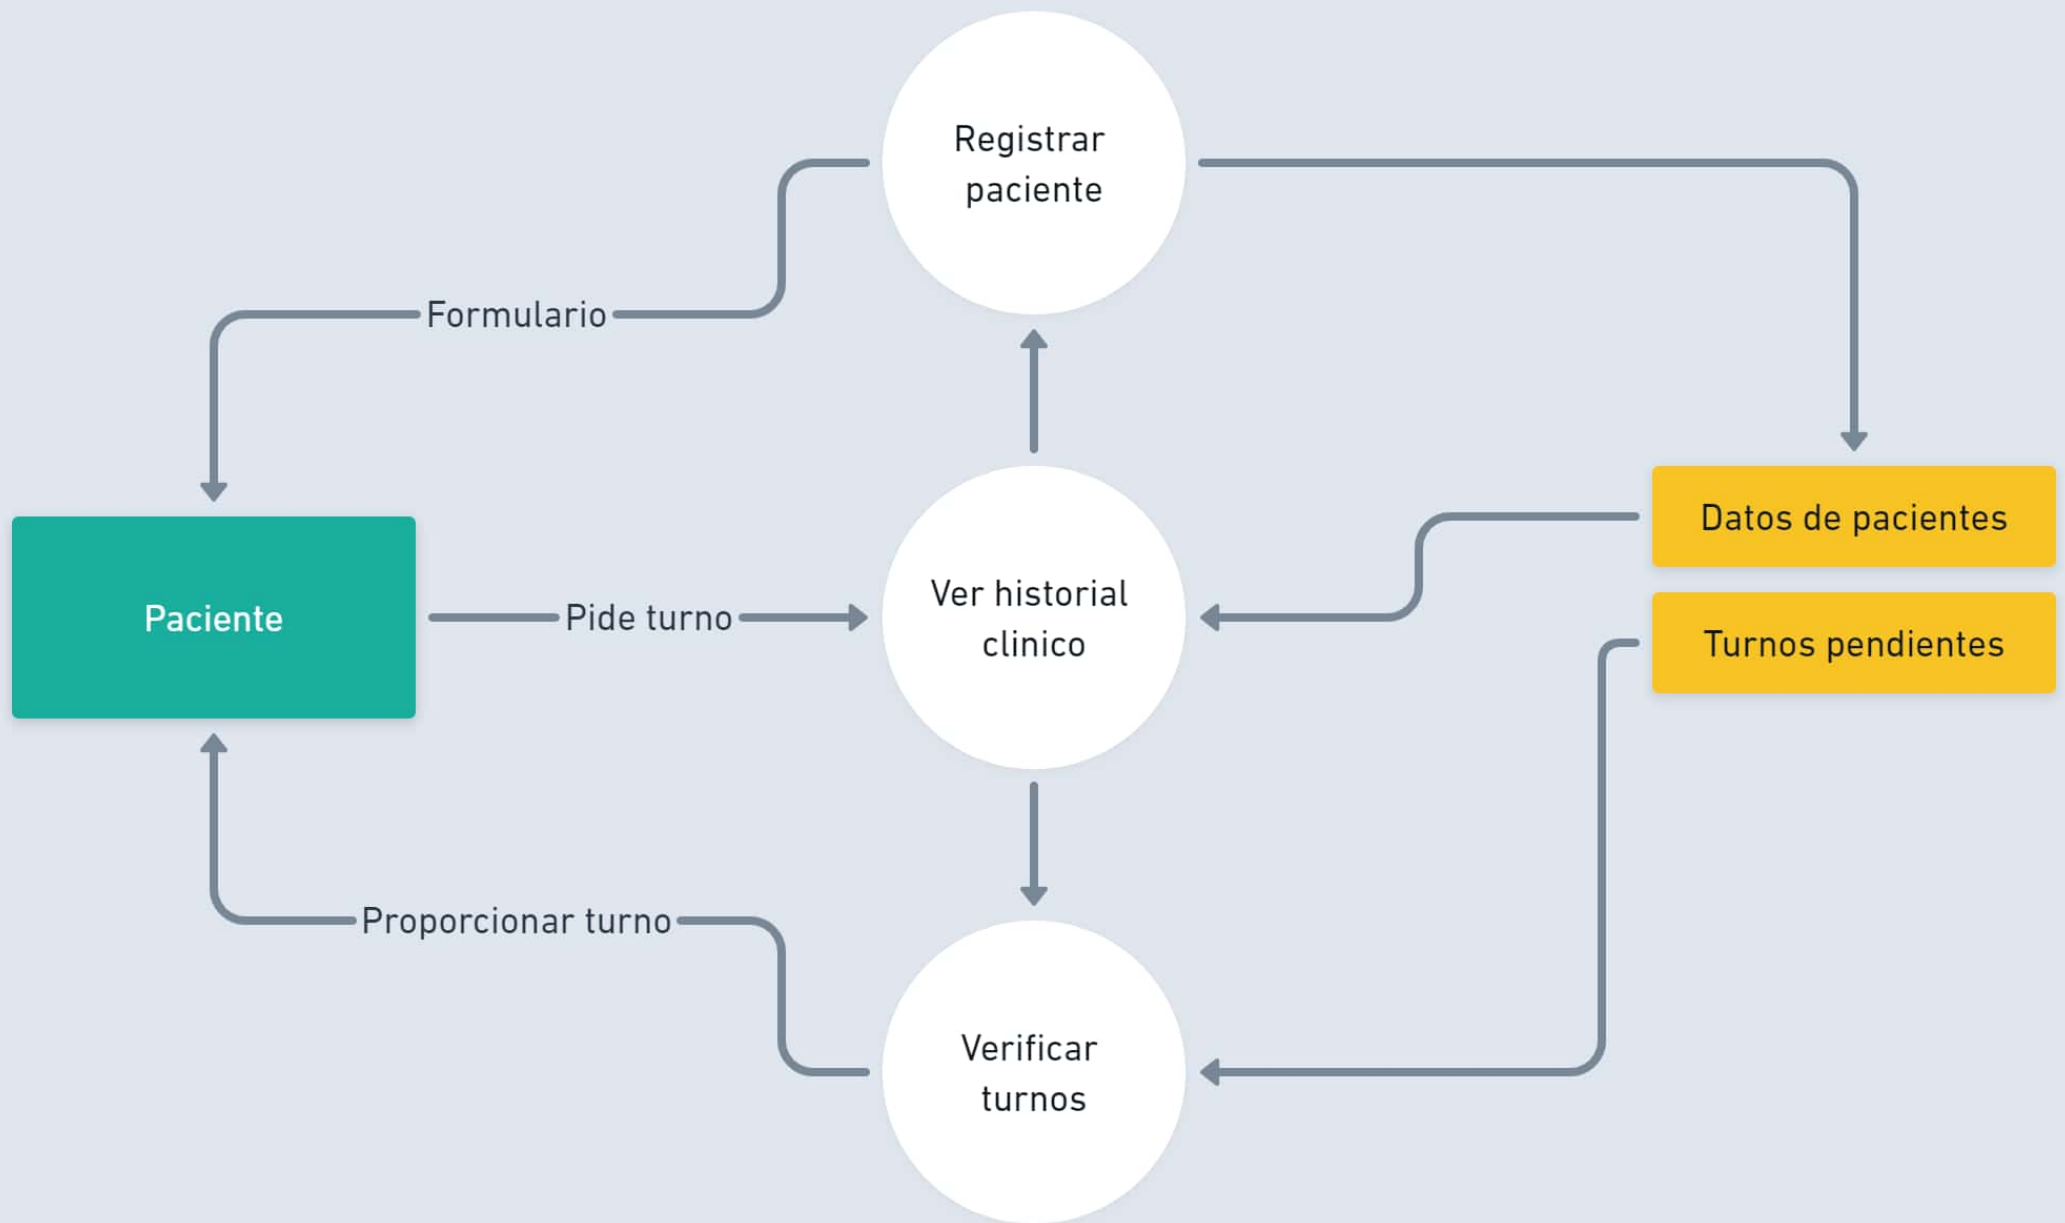 Registrar
paciente
Formulario
Datos de pacientes
Paciente
Pide turno
Ver historial
clinico
Turnos pendientes
Proporcionar turno
Verificar
turnos